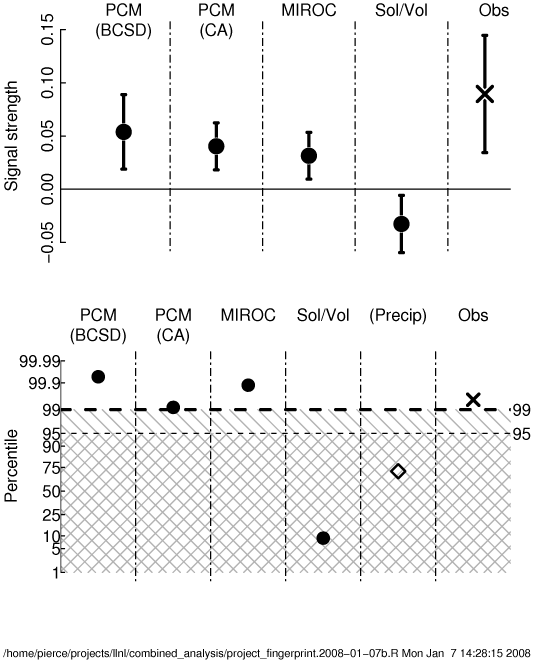 PCM PCM MIROC Sol/Vol Obs
(BCSD) (CA)
0.15
0.10
0.05
0.00
−0.05
Signal strength
PCM PCM MIROC Sol/Vol (Precip) Obs
(BCSD) (CA)
99.99
99.9
99 99
95 95
90
75
50
25
10
5
1
Percentile
/home/pierce/projects/llnl/combined_analysis/project_fingerprint.2008−01−07b.R Mon Jan 7 14:28:15 2008